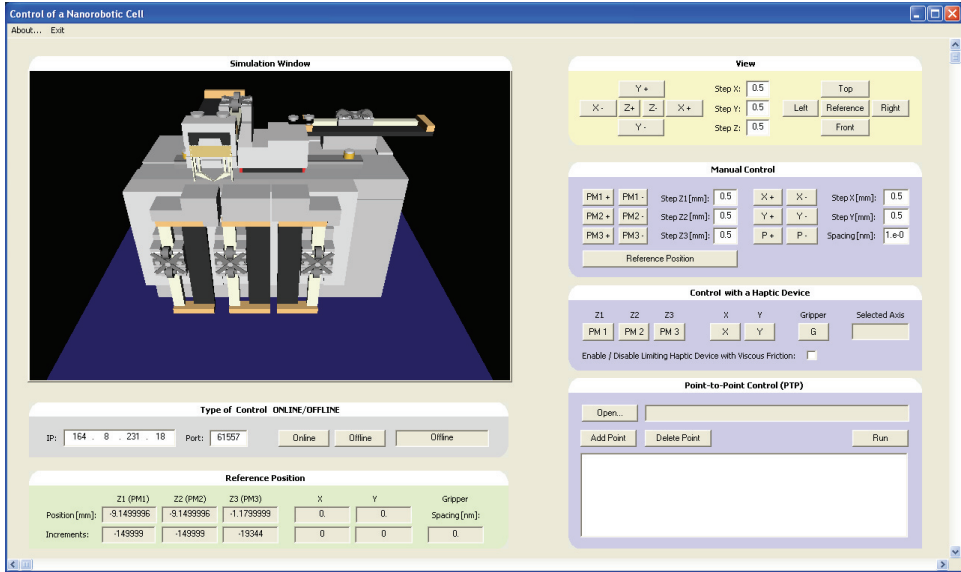 Control of a Nanorobotic Cell
About... Exit
Simulation Window
View
Y +
Step X: 0.5
Top
X - Z+ Z- X +
Step Y: 0.5
Left Reference Right
Y -
Step Z: 0.5
Front
Manual Control
PM1 + PM1 - Step Z1 [mm]: 0.5 X + X - Step X [mm]: 0.5
PM2 + PM2 - Step Z2 [mm]: 0.5 Y + Y - Step Y [mm]: 0.5
PM3 + PM3 - Step Z3 [mm]: 0.5 P + P - Spacing [nm]: 1.e-0
Reference Position
Control with a Haptic Device
Z1 Z2 Z3 X Y Gripper Selected Axis
PM 1 PM 2 PM 3 X Y G
Enable / Disable Limiting Haptic Device with Viscous Friction:
Point-to-Point Control (PTP)
Open...
Add Point Delete Point Run
Type of Control ONLINE/OFFLINE
IP: 164 . 8 . 231 . 18 Port: 61557 Online Offline Offline
Reference Position
Z1 (PM1) Z2 (PM2) Z3 (PM3) X Y Gripper
Position [mm]: -9.1499996 -9.1499996 -1.1799999 0. 0. Spacing [nm]:
Increments: -149999 -149999 -19344 0 0 0.